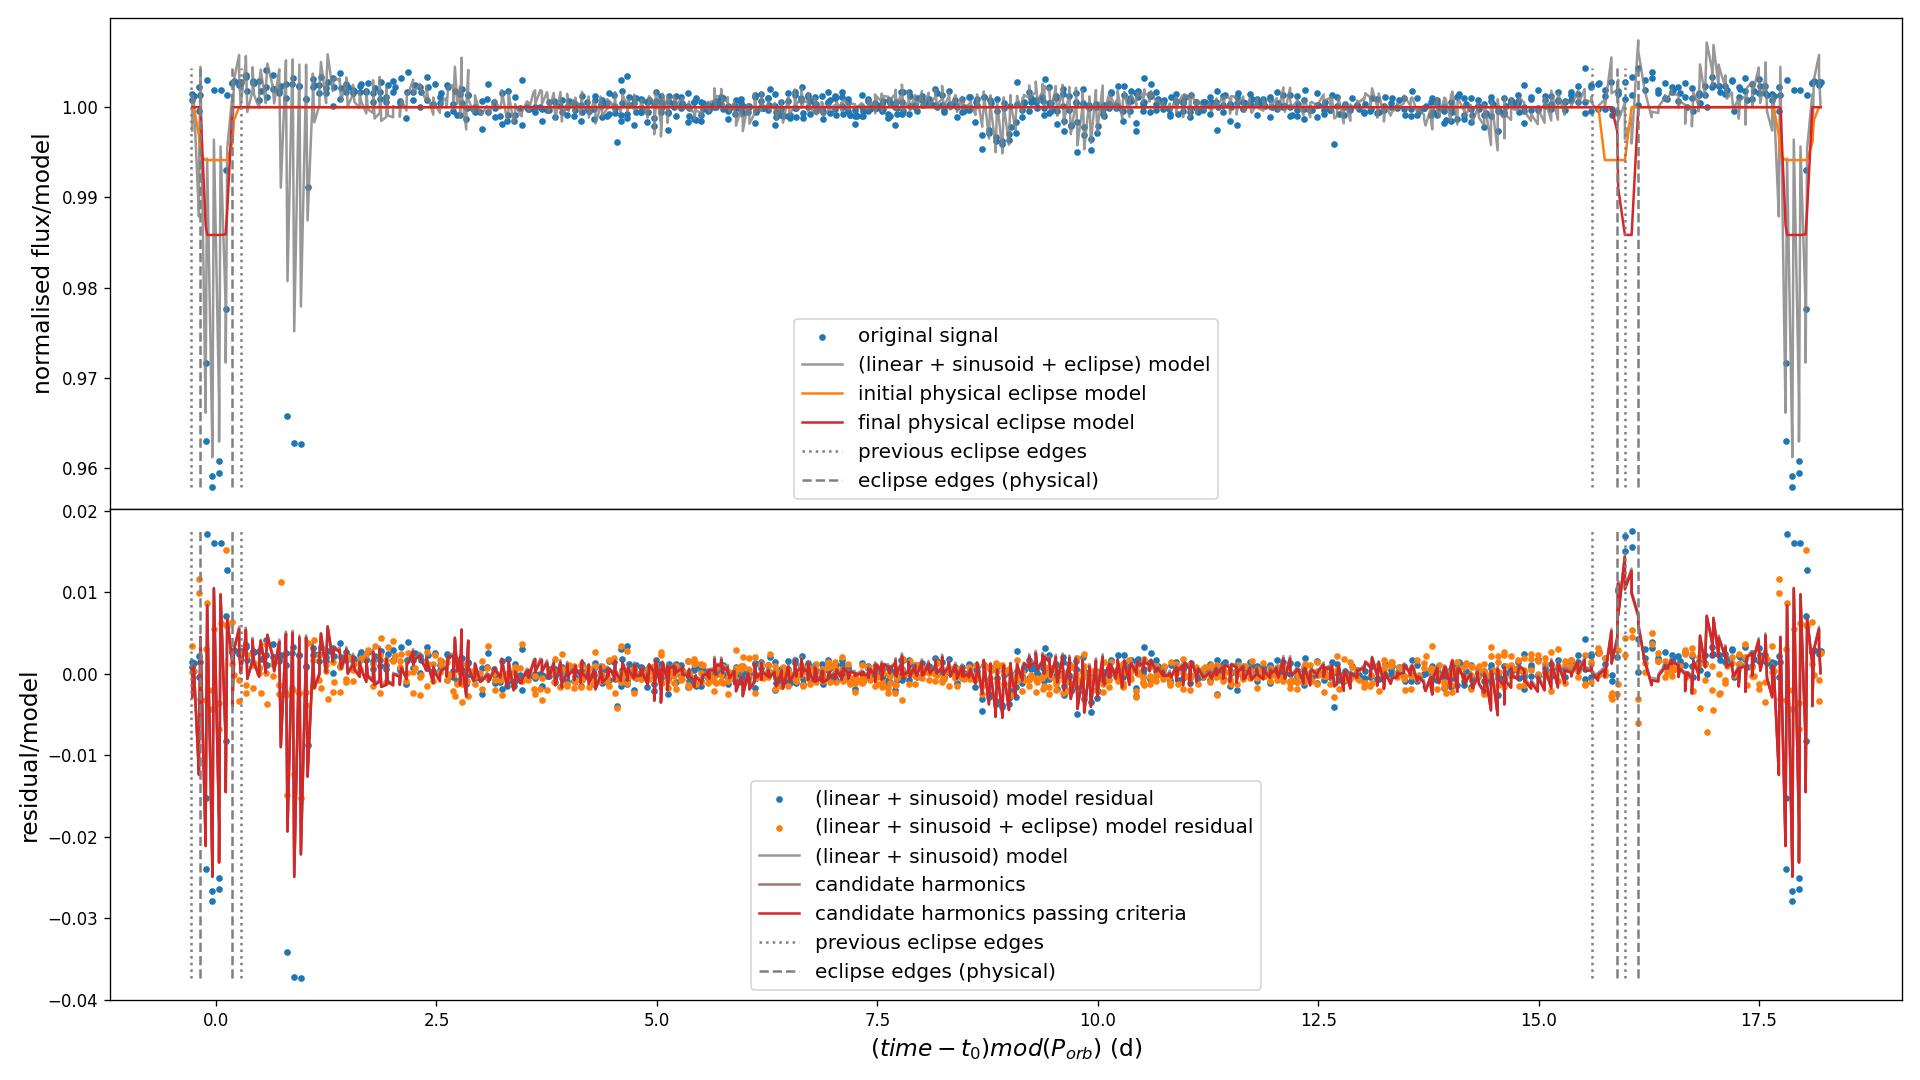 1.00
0.99
0.98
0.97
0.96
normalised flux/model
original signal
(linear + sinusoid + eclipse) model
initial physical eclipse model
final physical eclipse model
previous eclipse edges
eclipse edges (physical)
0.02
0.01
0.00
−0.01
−0.02
−0.03
−0.04
residual/model
(linear + sinusoid) model residual
(linear + sinusoid + eclipse) model residual
(linear + sinusoid) model
candidate harmonics
candidate harmonics passing criteria
previous eclipse edges
eclipse edges (physical)
0.0 2.5 5.0 7.5 10.0 12.5 15.0 17.5
(time − t₀)mod(P_orb) (d)